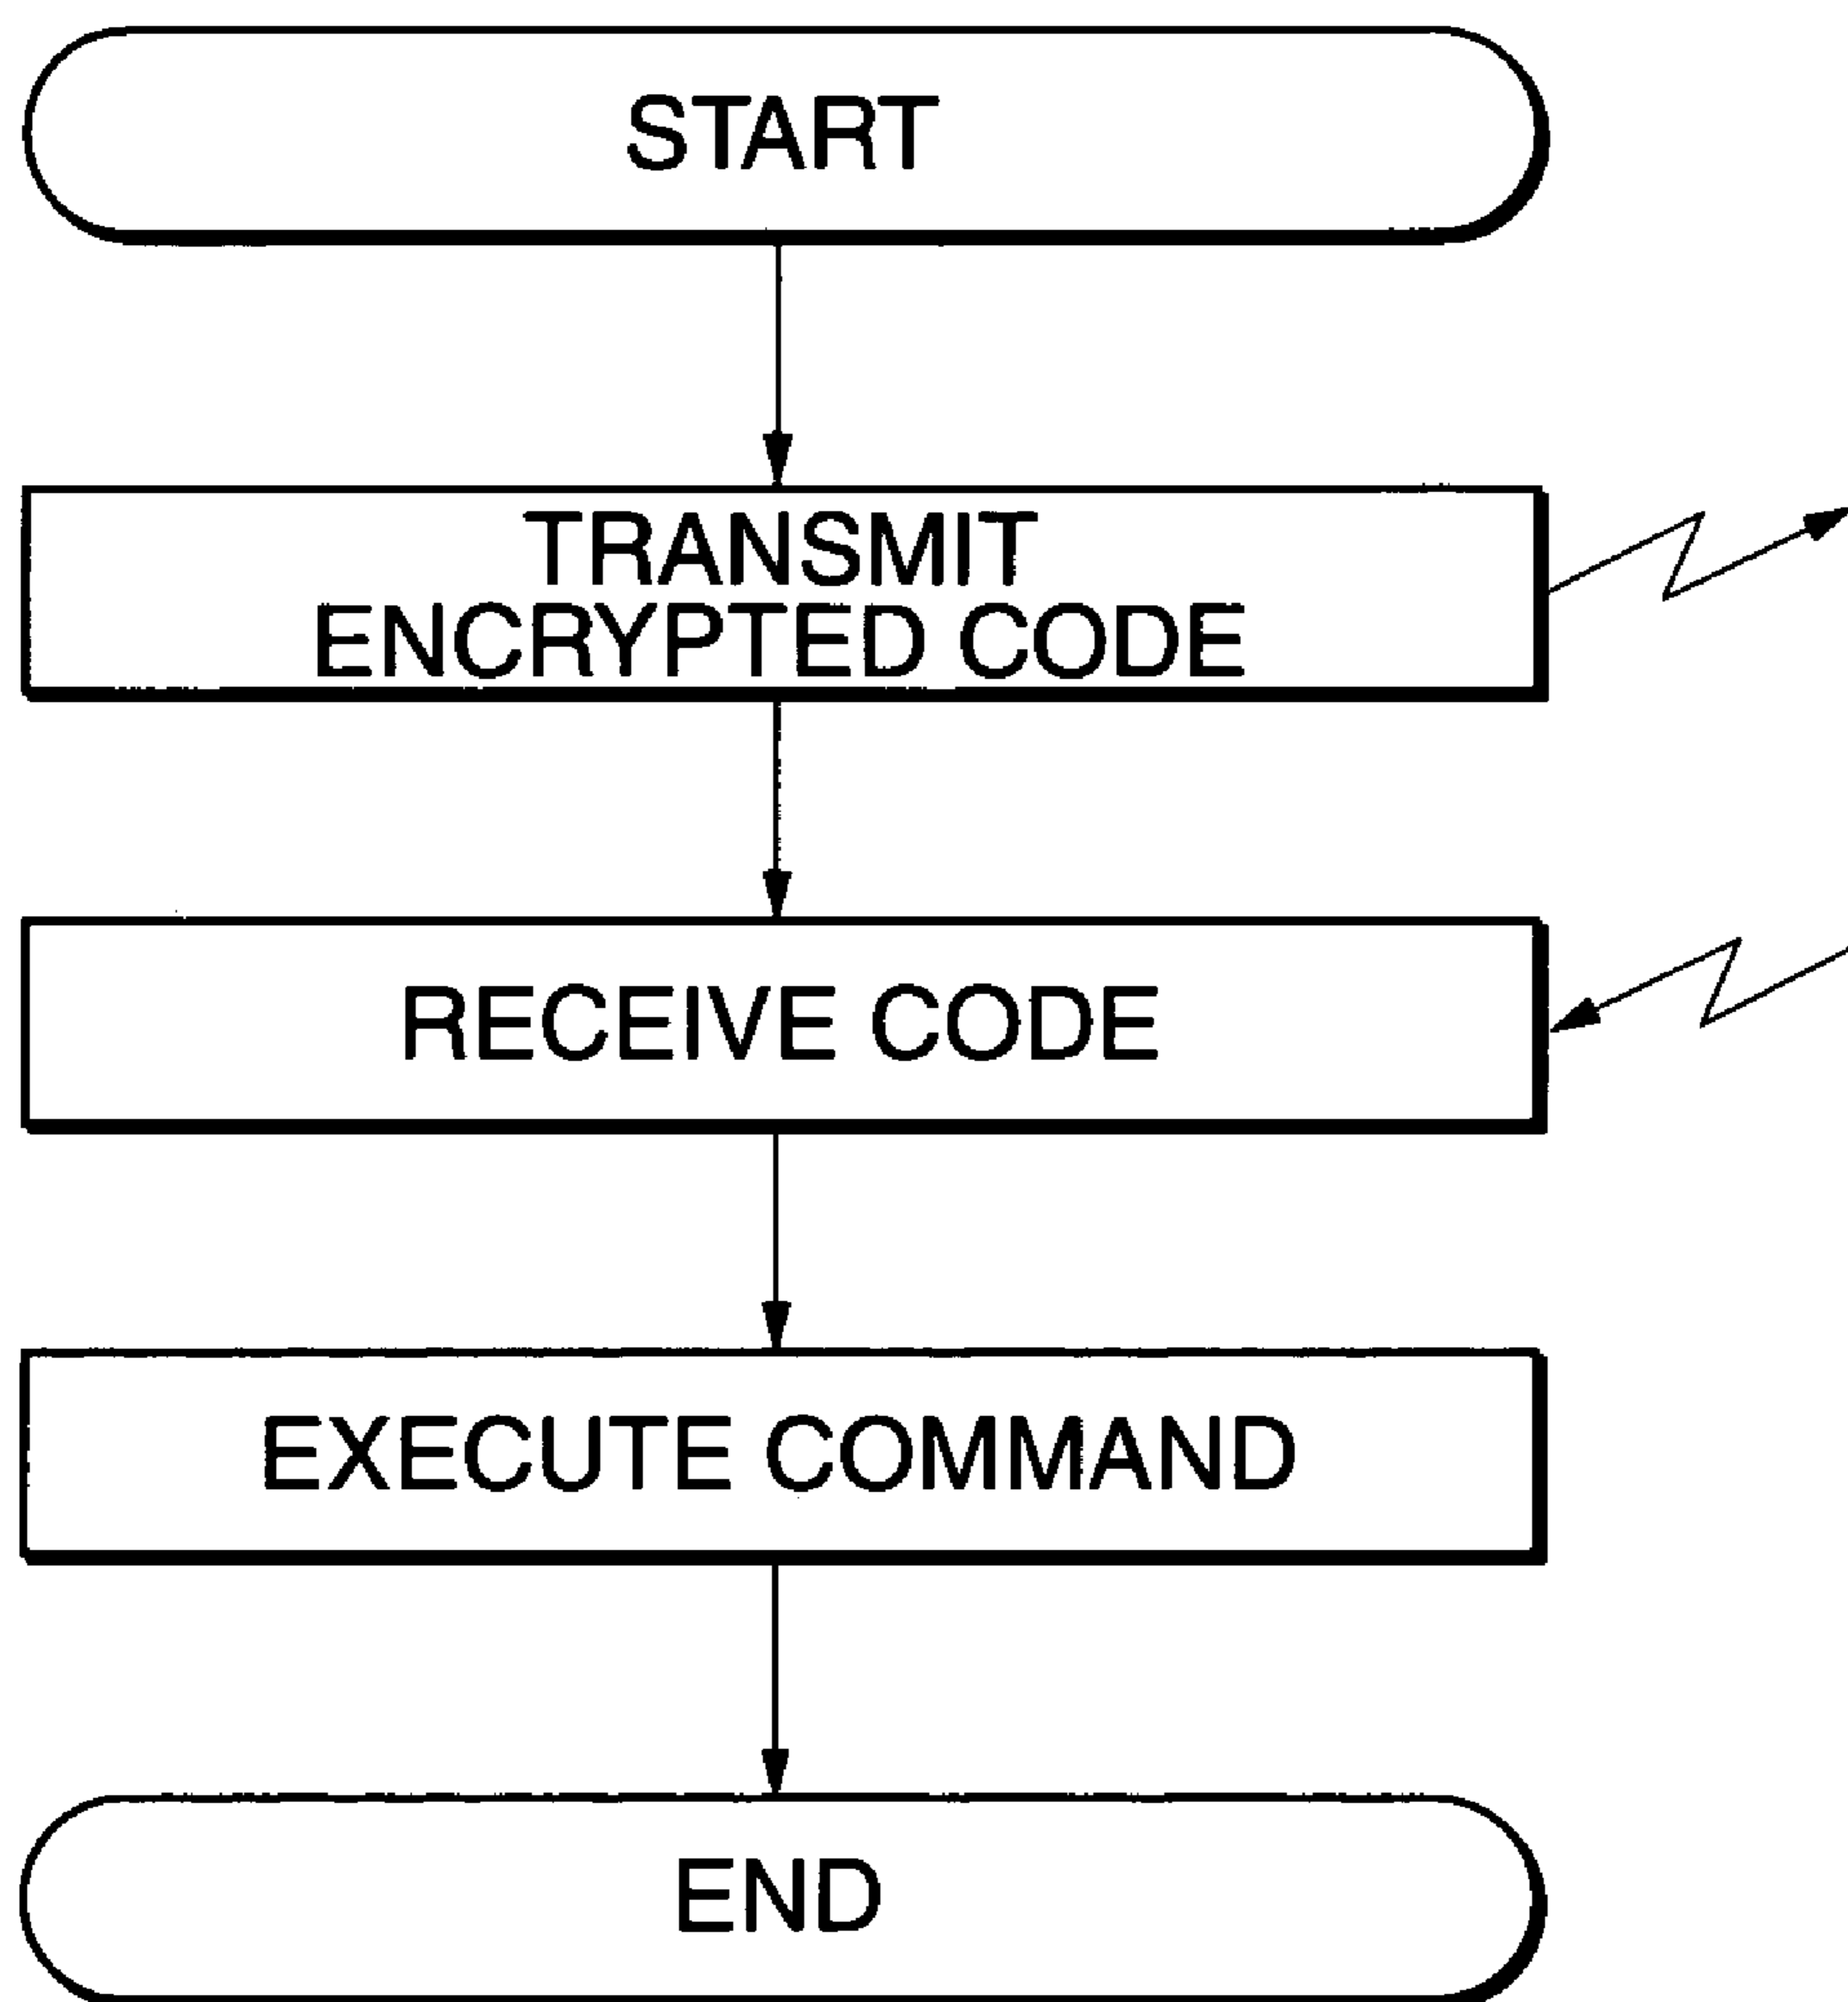 START
TRANSMIT
ENCRYPTED CODE
RECEIVE CODE
EXECUTE COMMAND
END